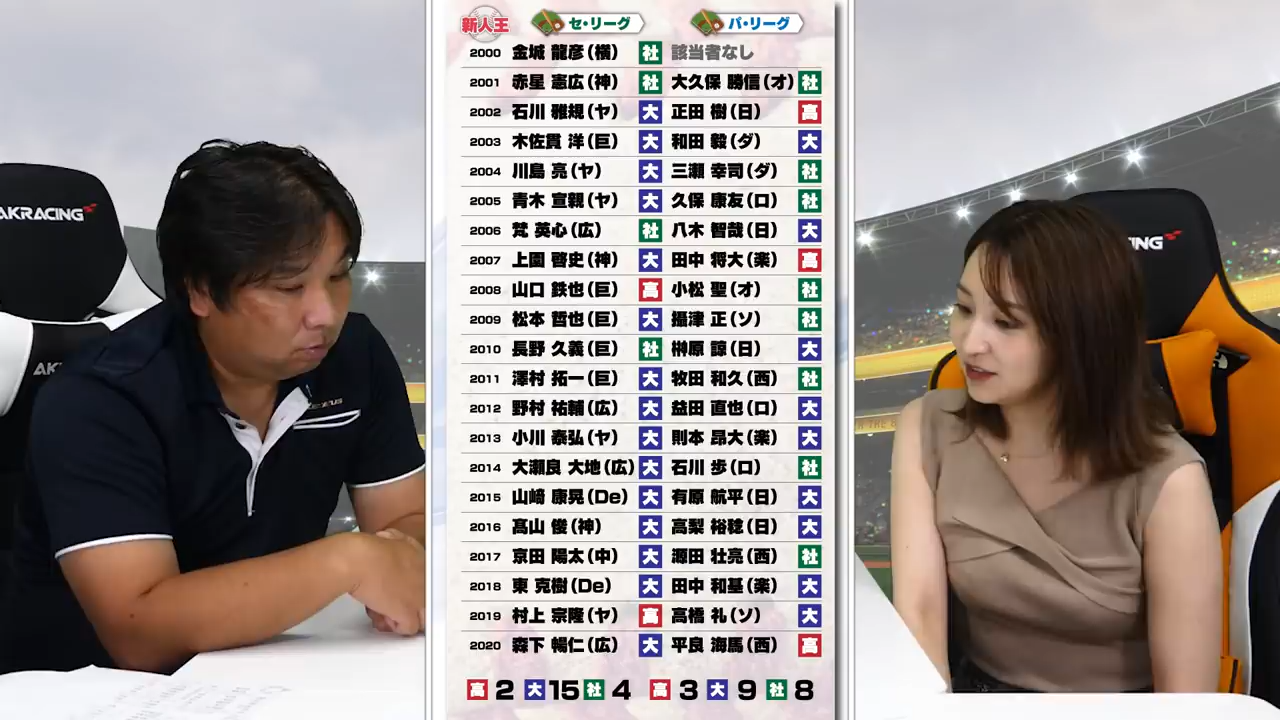 新人王 セ・リーグ パ・リーグ
2000 金城 龍彦(横) 社 該当者なし
2001 赤星 憲広(神) 社 大久保 勝信(オ) 社
2002 石川 雅規(ヤ) 大 正田 樹(日) 高
2003 木佐貫 洋(巨) 大 和田 毅(ダ) 大
2004 川島 亮(ヤ) 大 三瀬 幸司(ダ) 社
2005 青木 宣親(ヤ) 大 久保 康友(ロ) 社
2006 梵 英心(広) 社 八木 智哉(日) 大
2007 上園 啓史(神) 大 田中 将大(楽) 高
2008 山口 鉄也(巨) 高 小松 聖(オ) 社
2009 松本 哲也(巨) 大 攝津 正(ソ) 社
2010 長野 久義(巨) 社 榊原 諒(日) 大
2011 澤村 拓一(巨) 大 牧田 和久(西) 社
2012 野村 祐輔(広) 大 益田 直也(ロ) 大
2013 小川 泰弘(ヤ) 大 則本 昂大(楽) 大
2014 大瀬良 大地(広) 大 石川 歩(ロ) 社
2015 山﨑 康晃(De) 大 有原 航平(日) 大
2016 髙山 俊(神) 大 高梨 裕稔(日) 大
2017 京田 陽太(中) 大 源田 壮亮(西) 社
2018 東 克樹(De) 大 田中 和基(楽) 大
2019 村上 宗隆(ヤ) 高 高橋 礼(ソ) 大
2020 森下 暢仁(広) 大 平良 海馬(西) 高
高 2 大 15 社 4 高 3 大 9 社 8
AKRACING
AK
NG